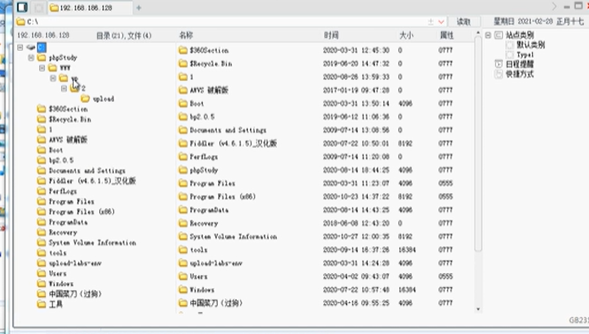 192.168.186.128
C:\
读取
星期日 2021-02-28 正月十七
192.168.186.128 目录(21),文件(4)
名称 时间 大小 属性
C:
phpStudy
WWW
2
upload
$360Section
$Recycle.Bin
1
AWVS 破解版
Boot
bp2.0.5
Documents and Settings
Fiddler (v4.6.1.5)_汉化版
PerfLogs
Program Files
Program Files (x86)
ProgramData
Recovery
System Volume Information
tools
upload-labs-env
Users
Windows
中国菜刀（过狗）
工具
$360Section 2020-03-31 12:45:30 0 0777
$Recycle.Bin 2020-06-20 14:47:32 0 0777
1 2020-08-26 13:59:33 0 0777
AWVS 破解版 2017-01-19 09:47:28 0 0777
Boot 2020-03-31 13:50:14 4096 0777
bp2.0.5 2019-06-12 11:06:36 0 0777
Documents and Settings 2009-07-14 13:08:56 0 0777
Fiddler (v4.6.1.5)_汉化版 2020-07-22 10:50:01 8192 0777
PerfLogs 2009-07-14 11:20:08 0 0777
phpStudy 2020-08-14 10:44:25 4096 0777
Program Files 2020-03-31 11:23:07 4096 0555
Program Files (x86) 2020-10-23 14:37:22 8192 0555
ProgramData 2020-08-14 14:43:25 4096 0777
Recovery 2018-06-08 12:43:20 0 0777
System Volume Information 2020-10-27 12:00:35 8192 0777
tools 2020-09-14 16:37:26 16384 0777
upload-labs-env 2020-03-31 14:24:28 4096 0777
Users 2020-04-02 09:43:07 4096 0555
Windows 2020-07-22 10:57:48 16384 0777
中国菜刀（过狗） 2020-04-16 09:55:25 4096 0777
站点类别
默认类别
Type1
日程提醒
快捷方式